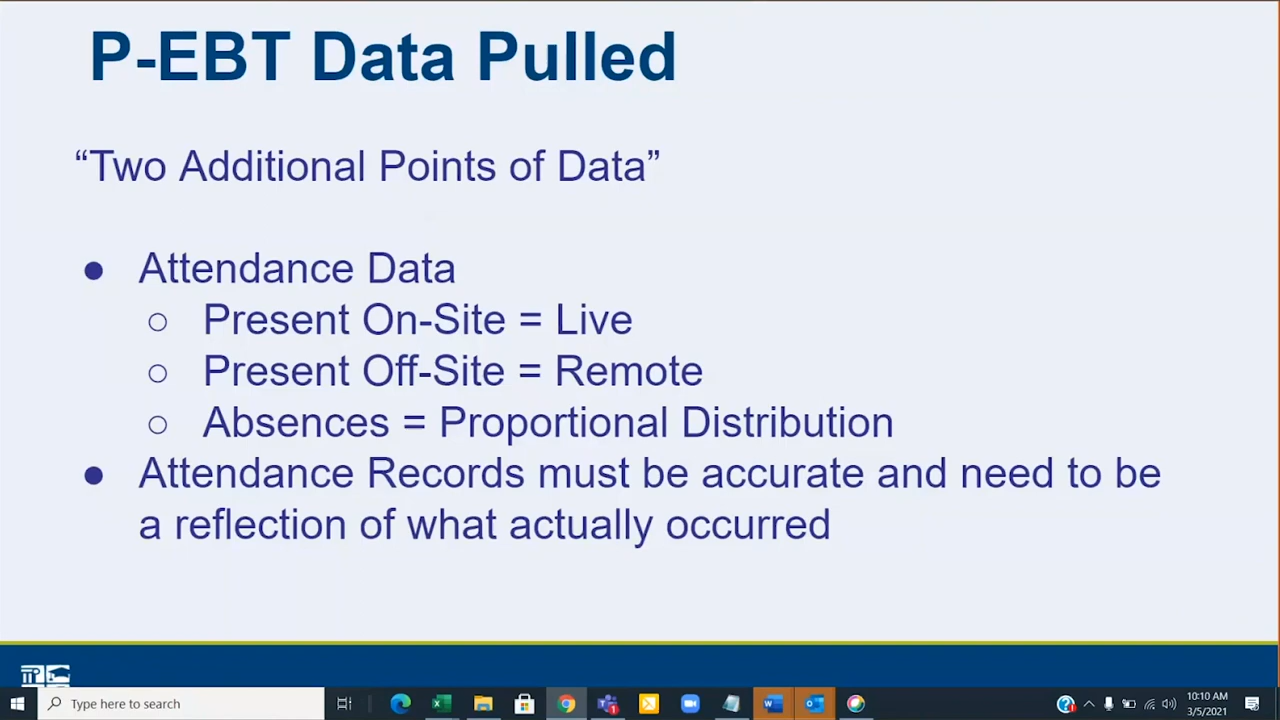 P-EBT Data Pulled
“Two Additional Points of Data”
● Attendance Data
○ Present On-Site = Live
○ Present Off-Site = Remote
○ Absences = Proportional Distribution
● Attendance Records must be accurate and need to be
a reflection of what actually occurred
Type here to search
10:10 AM
3/5/2021